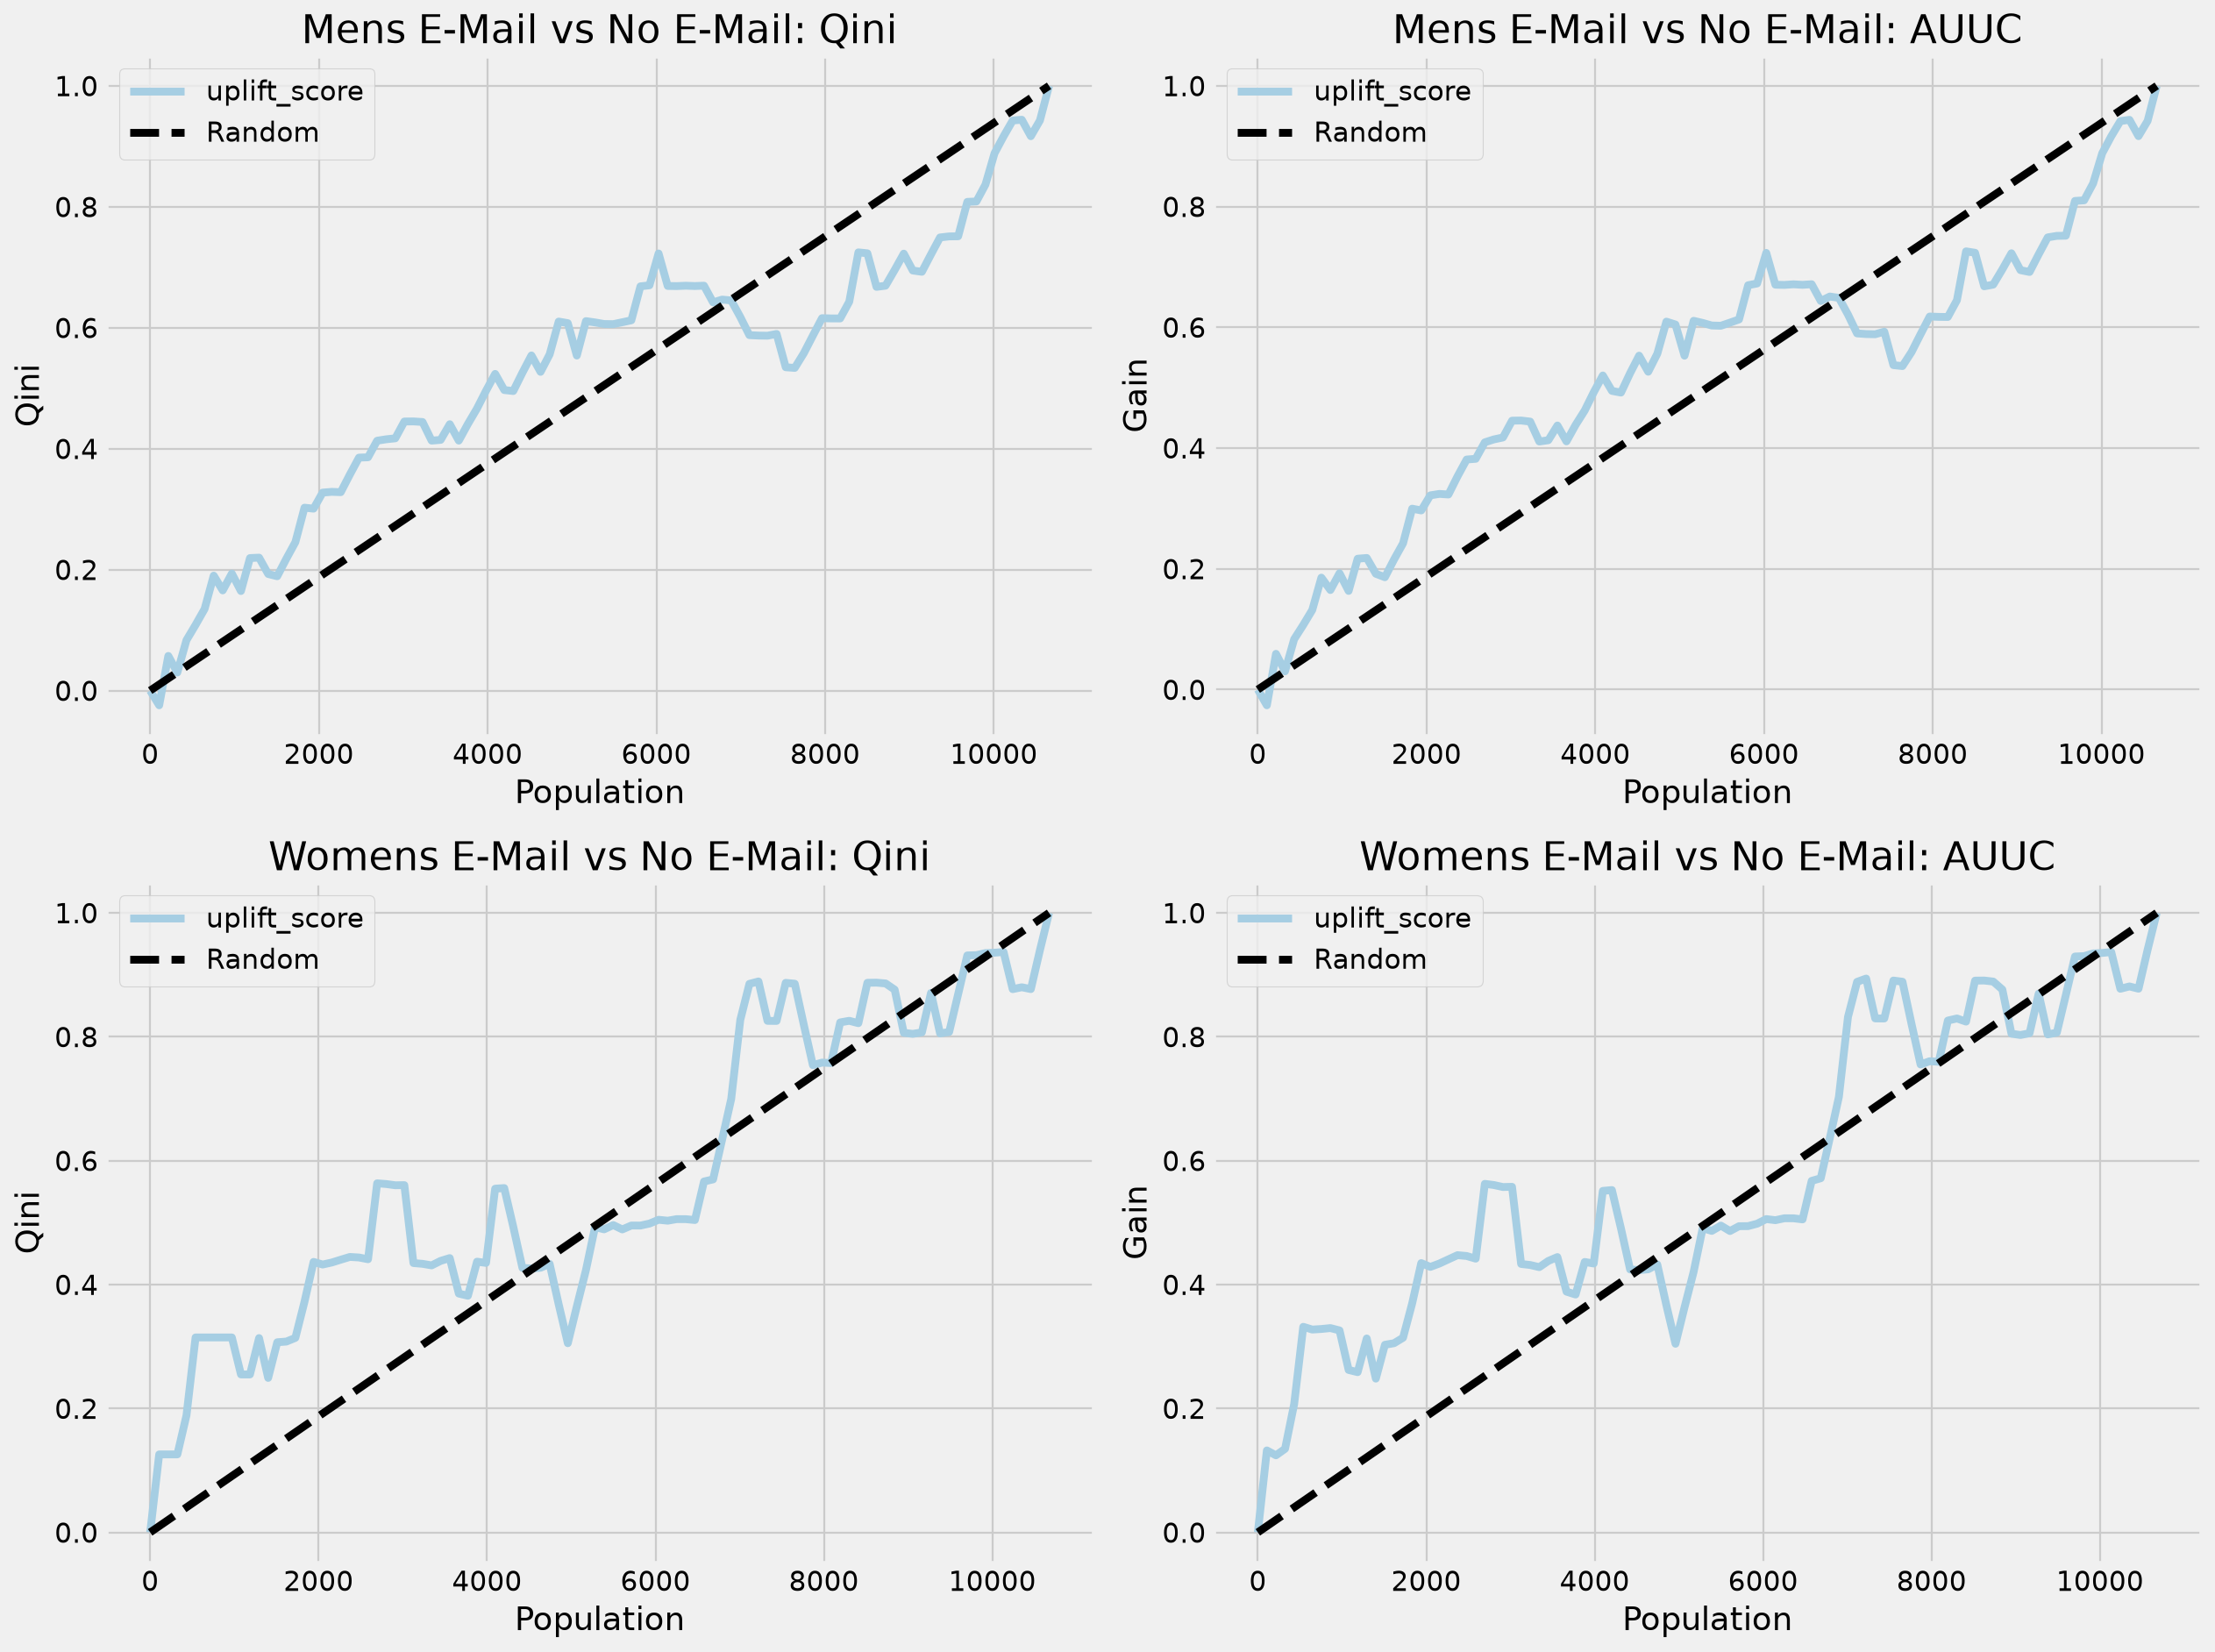 Mens E-Mail vs No E-Mail: Qini
uplift_score
Random
1.0
0.8
0.6
0.4
0.2
0.0
Qini
0 2000 4000 6000 8000 10000
Population
Mens E-Mail vs No E-Mail: AUUC
uplift_score
Random
1.0
0.8
0.6
0.4
0.2
0.0
Gain
0 2000 4000 6000 8000 10000
Population
Womens E-Mail vs No E-Mail: Qini
uplift_score
Random
1.0
0.8
0.6
0.4
0.2
0.0
Qini
0 2000 4000 6000 8000 10000
Population
Womens E-Mail vs No E-Mail: AUUC
uplift_score
Random
1.0
0.8
0.6
0.4
0.2
0.0
Gain
0 2000 4000 6000 8000 10000
Population